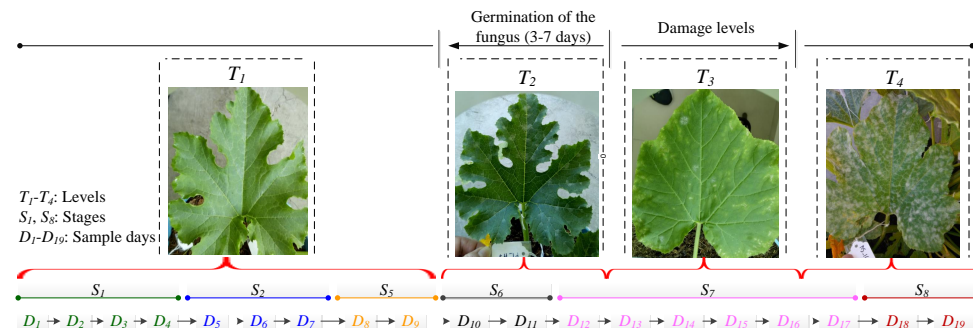 Germination of the
fungus (3-7 days)
Damage levels
T1
T2
T3
T4
T1-T4: Levels
S1, S8: Stages
D1-D19: Sample days
S1 S2 S5 S6 S7 S8
D1 D2 D3 D4 D5 D6 D7 D8 D9 D10 D11 D12 D13 D14 D15 D16 D17 D18 D19